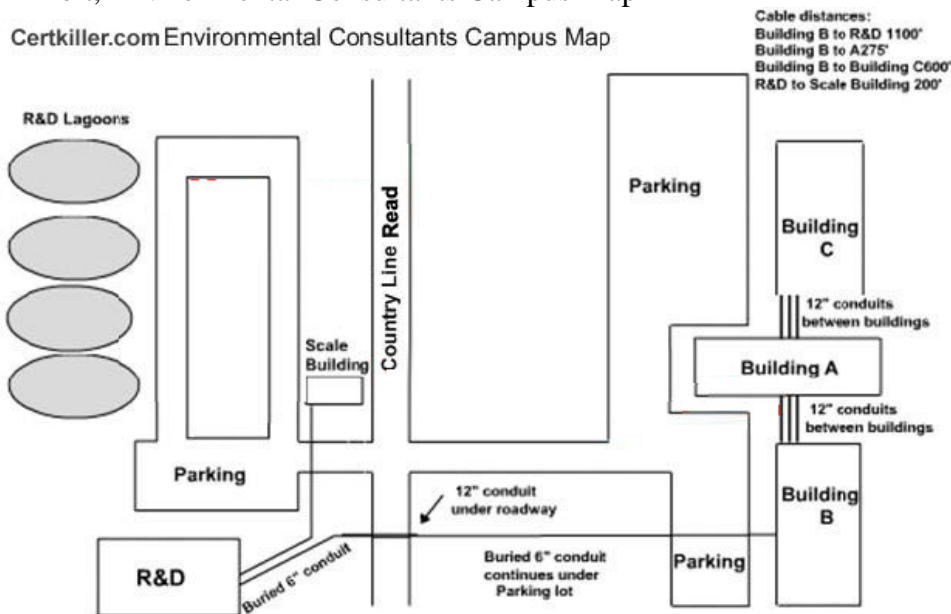 Certkiller.com Environmental Consultants Campus Map
Cable distances:
Building B to R&D 1100'
Building B to A275'
Building B to Building C600'
R&D to Scale Building 200'
R&D Lagoons
Country Line Read
Parking
Building
C
12" conduits
between buildings
Scale
Building
Building A
12" conduits
between buildings
Parking
12" conduit
under roadway
Building
B
R&D
Buried 6" conduit
Buried 6" conduit
continues under
Parking lot
Parking